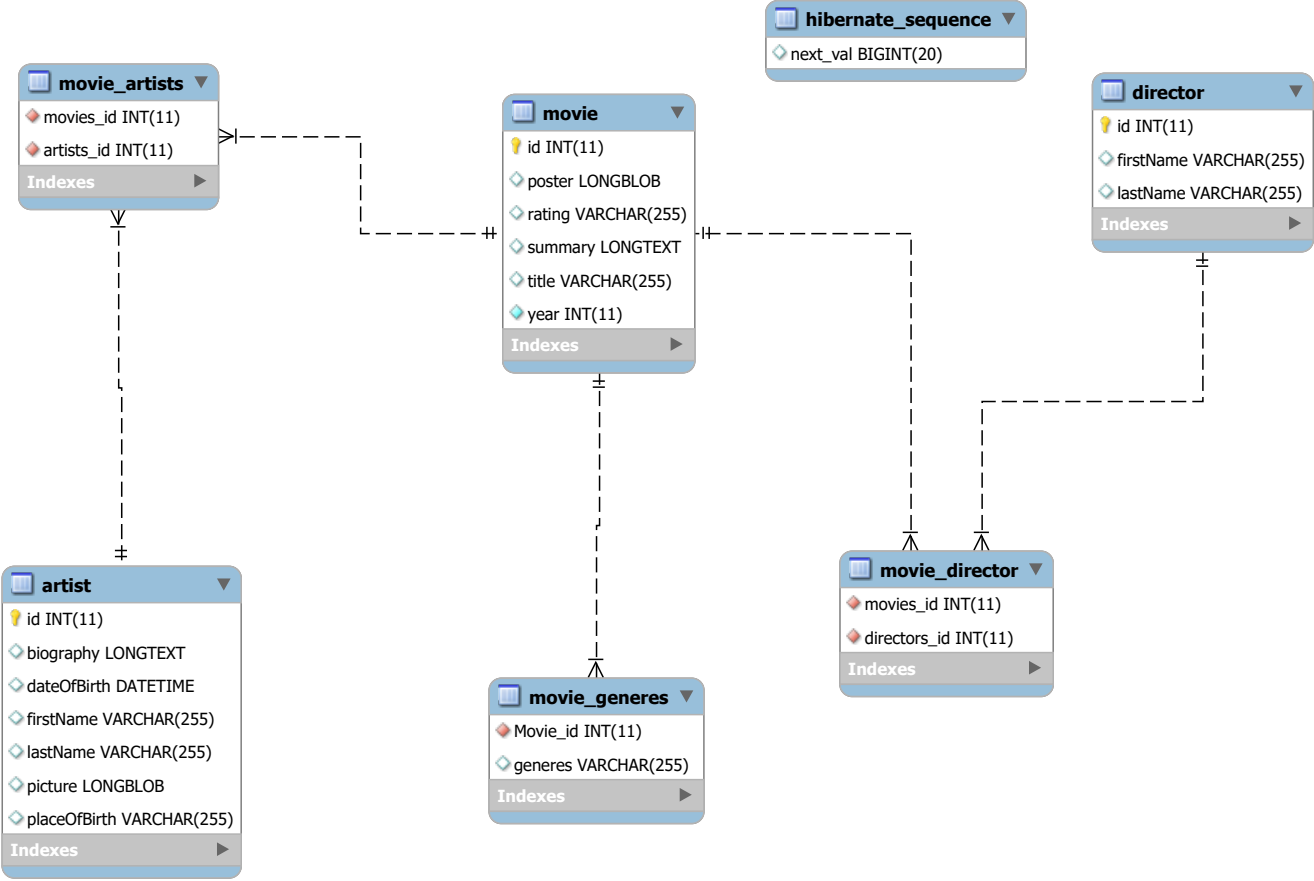 hibernate_sequence
next_val BIGINT(20)
movie_artists
movies_id INT(11)
artists_id INT(11)
Indexes
movie
id INT(11)
poster LONGBLOB
rating VARCHAR(255)
summary LONGTEXT
title VARCHAR(255)
year INT(11)
Indexes
director
id INT(11)
firstName VARCHAR(255)
lastName VARCHAR(255)
Indexes
artist
id INT(11)
biography LONGTEXT
dateOfBirth DATETIME
firstName VARCHAR(255)
lastName VARCHAR(255)
picture LONGBLOB
placeOfBirth VARCHAR(255)
Indexes
movie_generes
Movie_id INT(11)
generes VARCHAR(255)
Indexes
movie_director
movies_id INT(11)
directors_id INT(11)
Indexes